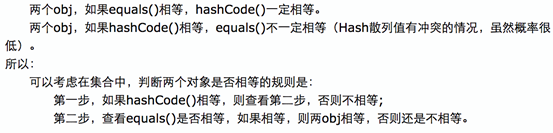 两个obj，如果equals()相等，hashCode()一定相等。
两个obj，如果hashCode()相等，equals()不一定相等（Hash散列值有冲突的情况，虽然概率很
低）。
所以：
可以考虑在集合中，判断两个对象是否相等的规则是：
第一步，如果hashCode()相等，则查看第二步，否则不相等；
第二步，查看equals()是否相等，如果相等，则两obj相等，否则还是不相等。